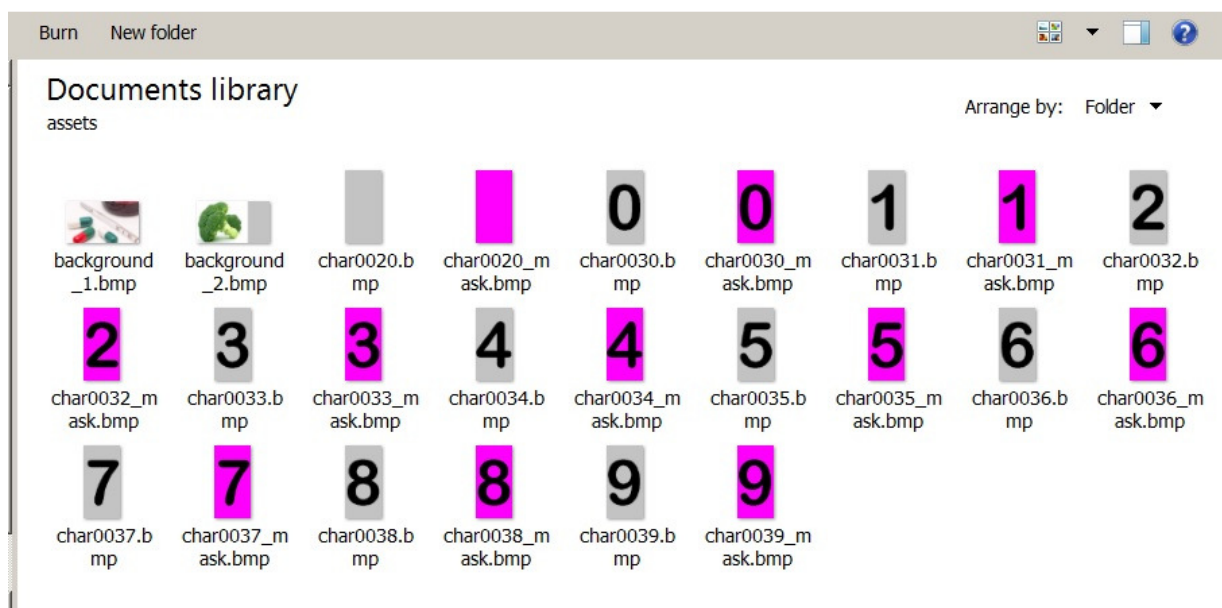 Burn New folder
Documents library
assets
Arrange by: Folder
0 0 1 1 2
background char0020.b char0020_m char0030.b char0030_m char0031.b char0031_m char0032.b
_1.bmp _2.bmp mp ask.bmp mp ask.bmp mp ask.bmp mp
2 3 3 4 4 5 5 6 6
char0032_m char0033.b char0033_m char0034.b char0034_m char0035.b char0035_m char0036.b char0036_m
ask.bmp mp ask.bmp mp ask.bmp mp ask.bmp mp ask.bmp
7 7 8 8 9 9
char0037.b char0037_m char0038.b char0038_m char0039.b char0039_m
mp ask.bmp mp ask.bmp mp ask.bmp